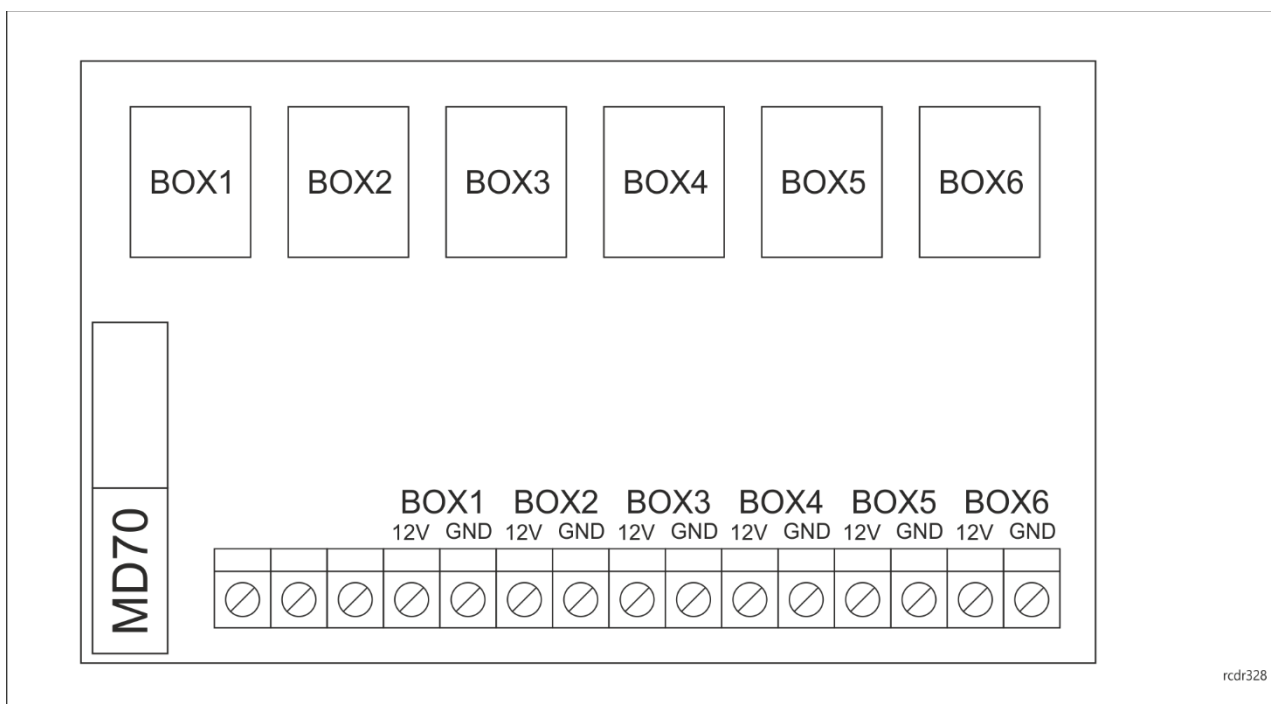 BOX1 BOX2 BOX3 BOX4 BOX5 BOX6
BOX1 BOX2 BOX3 BOX4 BOX5 BOX6
12V GND 12V GND 12V GND 12V GND 12V GND 12V GND
MD70
rcdr328